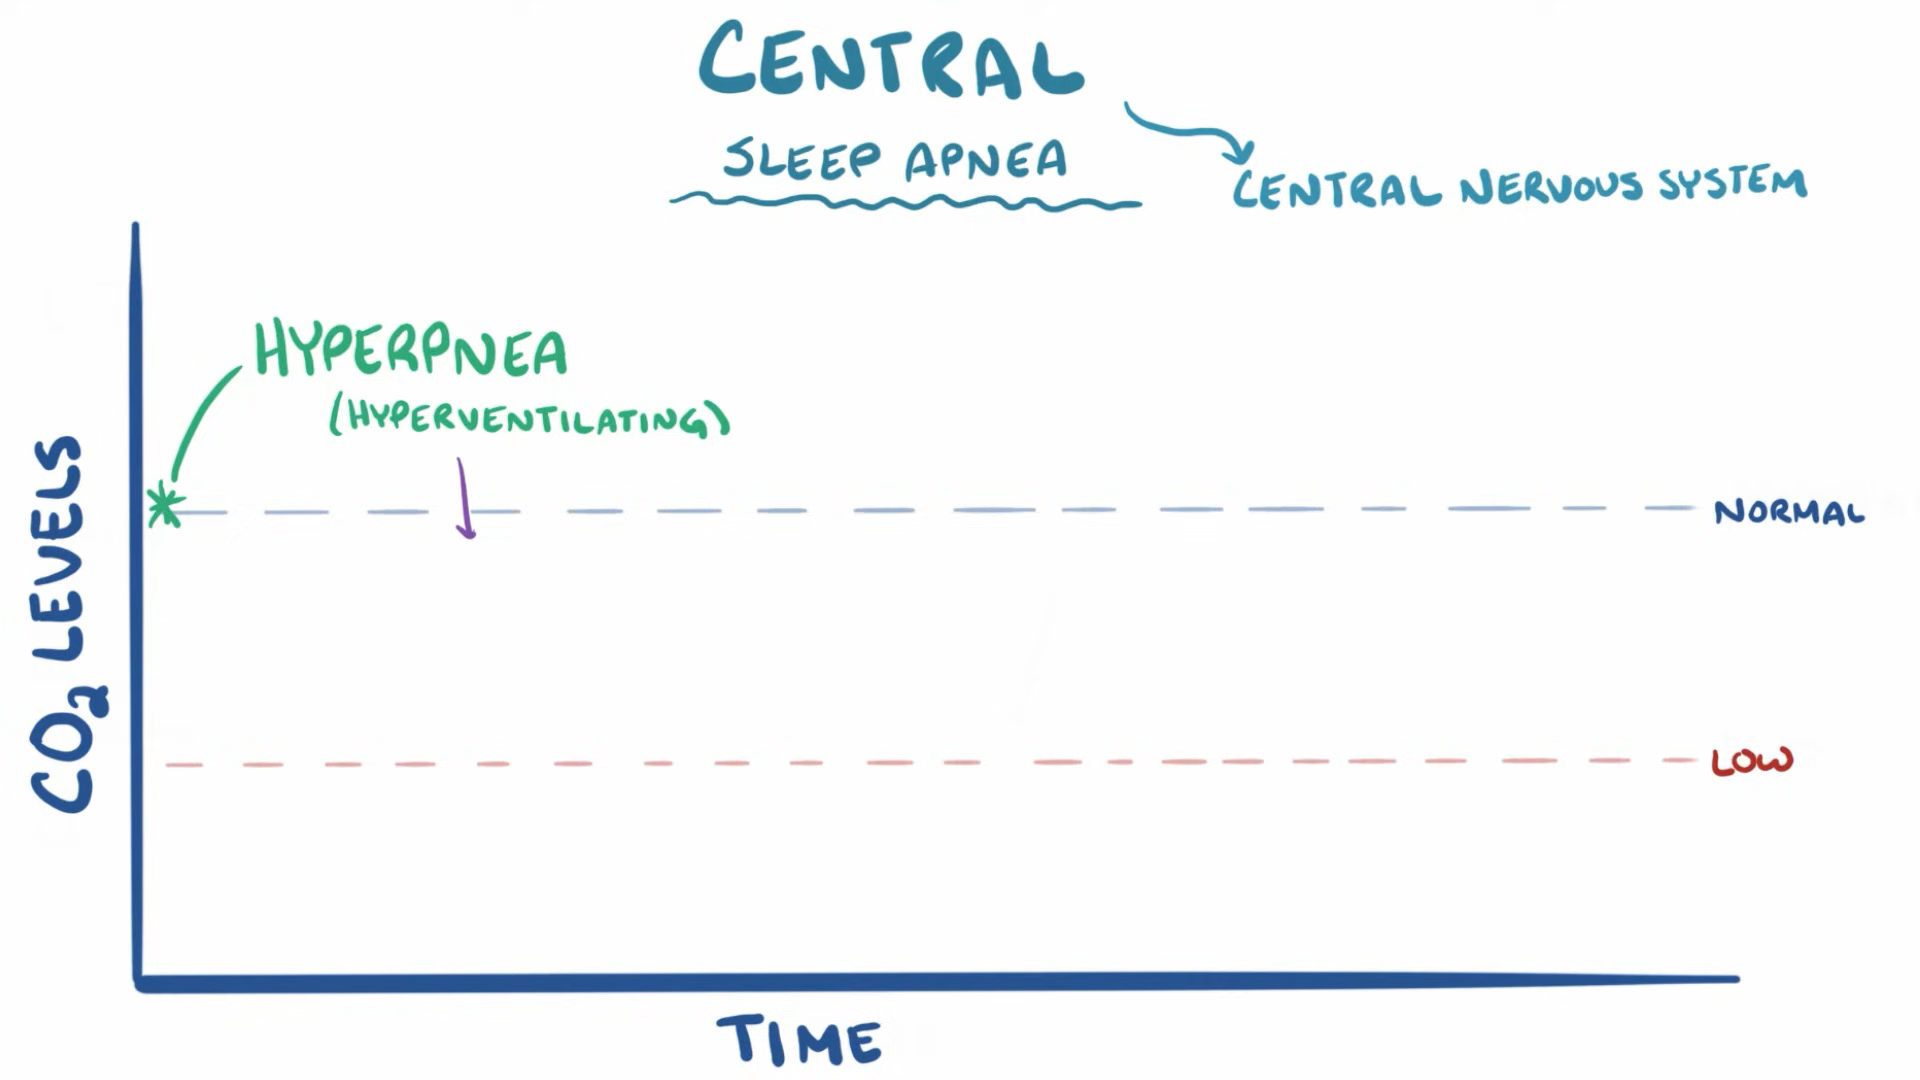 CENTRAL
SLEEP APNEA
CENTRAL NERVOUS SYSTEM
HYPERPNEA
(HYPERVENTILATING)
NORMAL
LOW
CO₂ LEVELS
TIME